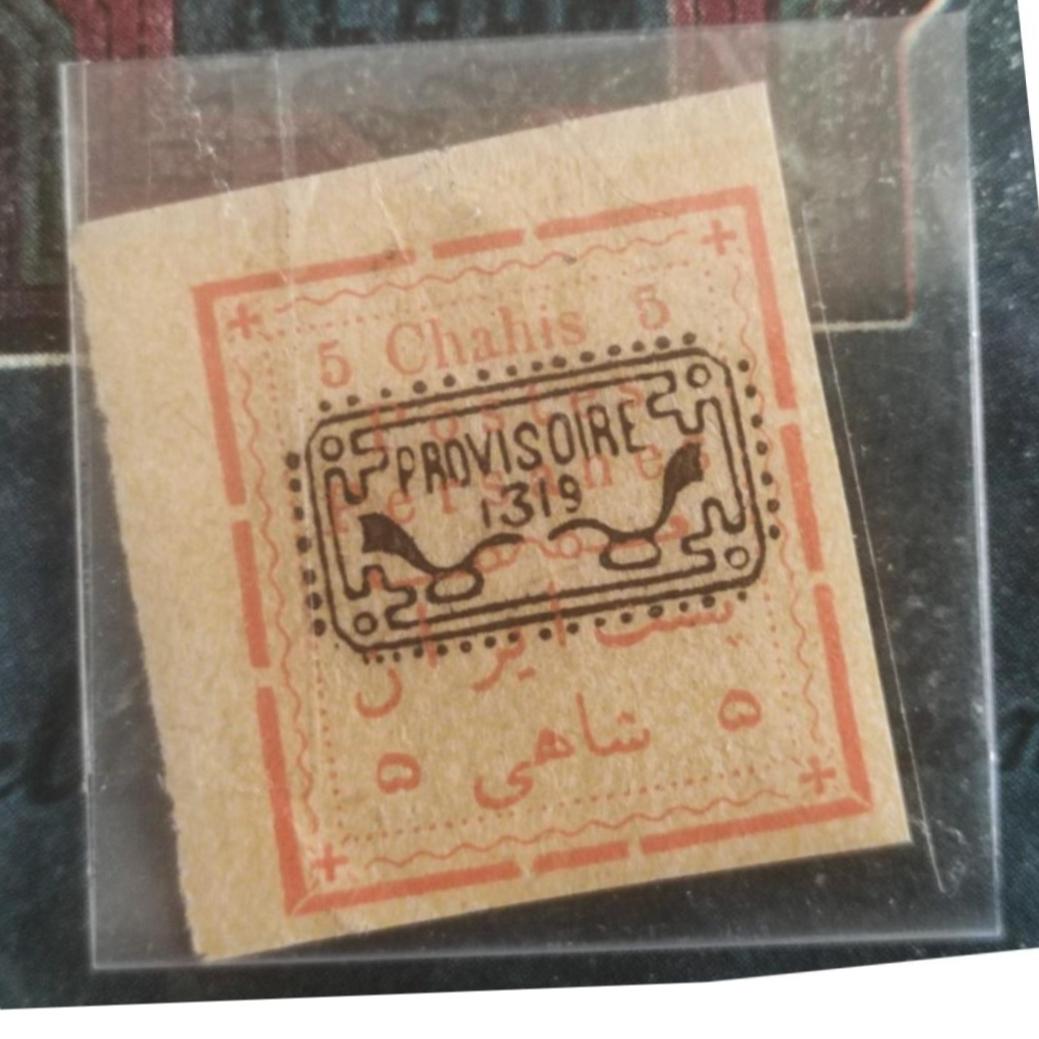 5 Chahis 5
Postes
Persanes
PROVISOIRE
1319
پست ایران
۵ شاهی ۵